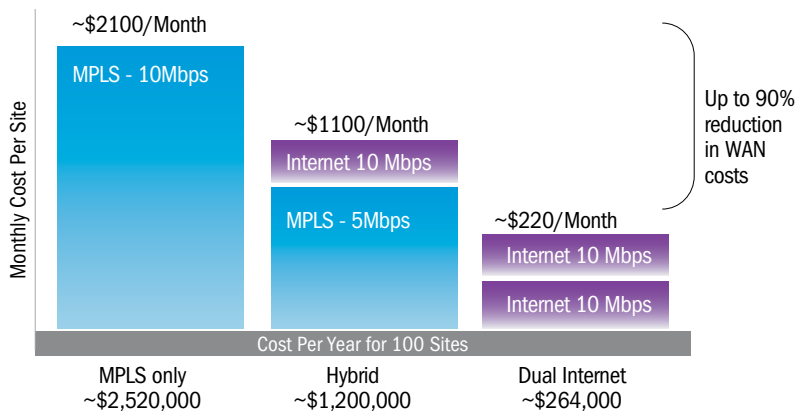 ~$2100/Month
MPLS - 10Mbps
~$1100/Month
Internet 10 Mbps
MPLS - 5Mbps
~$220/Month
Internet 10 Mbps
Internet 10 Mbps
Up to 90%
reduction
in WAN
costs
Monthly Cost Per Site
Cost Per Year for 100 Sites
MPLS only
~$2,520,000
Hybrid
~$1,200,000
Dual Internet
~$264,000